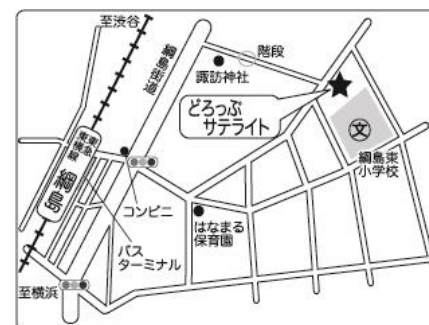 至渋谷
綱島街道
階段
諏訪神社
どろっぷ
サテライト
文
綱島東
小学校
東急
東横線
綱島
コンビニ
はなまる
保育園
バス
ターミナル
至横浜